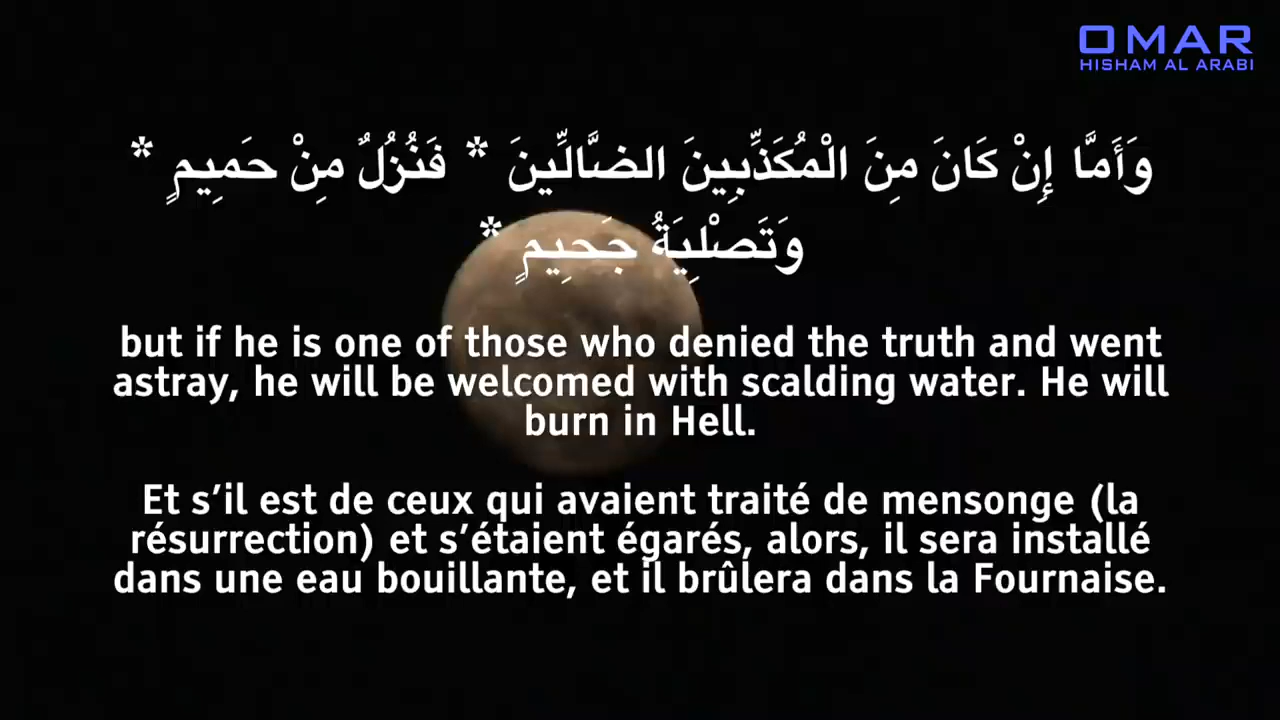 OMAR
HISHAM AL ARABI
وَأَمَّا إِنْ كَانَ مِنَ الْمُكَذِّبِينَ الضَّالِّينَ * فَنُزُلٌ مِنْ حَمِيمٍ *
وَتَصْلِيَةُ جَحِيمٍ *
but if he is one of those who denied the truth and went
astray, he will be welcomed with scalding water. He will
burn in Hell.
Et s’il est de ceux qui avaient traité de mensonge (la
résurrection) et s’étaient égarés, alors, il sera installé
dans une eau bouillante, et il brûlera dans la Fournaise.